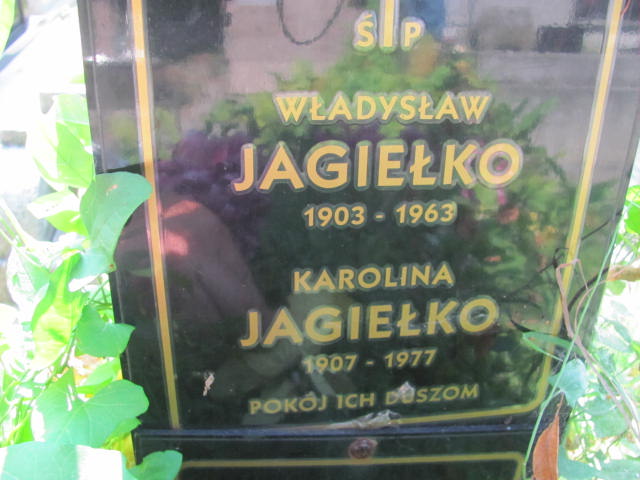 ŚP
WŁADYSŁAW
JAGIEŁKO
1903 - 1963
KAROLINA
JAGIEŁKO
1907 - 1977
POKÓJ ICH DUSZOM